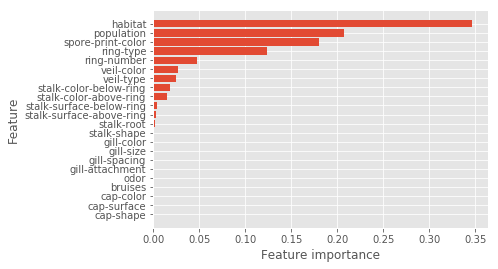 habitat
population
spore-print-color
ring-type
ring-number
veil-color
veil-type
stalk-color-below-ring
stalk-color-above-ring
stalk-surface-below-ring
stalk-surface-above-ring
stalk-root
stalk-shape
gill-color
gill-size
gill-spacing
gill-attachment
odor
bruises
cap-color
cap-surface
cap-shape
Feature
0.00 0.05 0.10 0.15 0.20 0.25 0.30 0.35
Feature importance